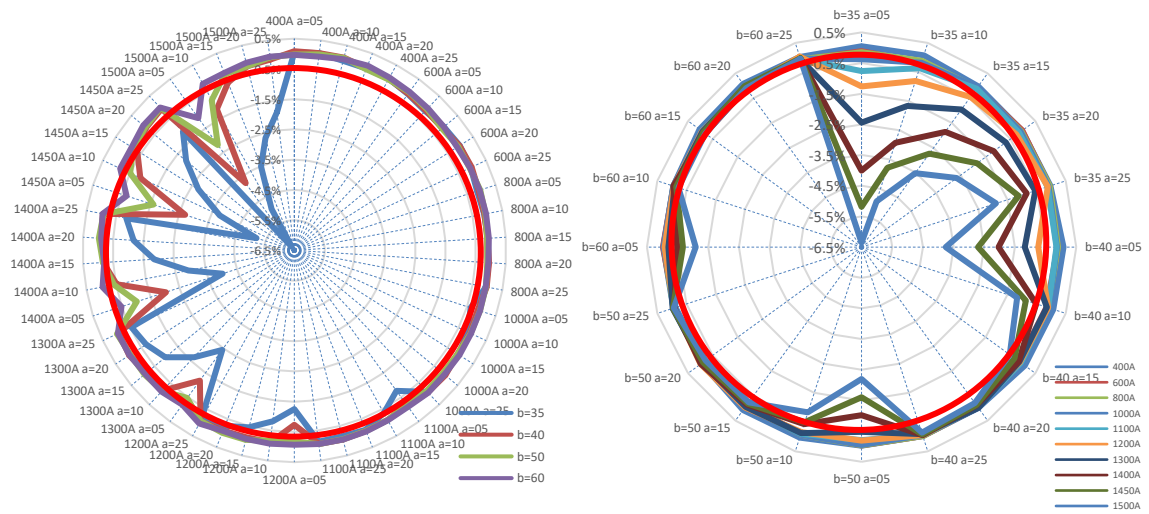 400A a=05
400A a=10
400A a=15
400A a=20
400A a=25
600A a=05
600A a=10
600A a=15
600A a=20
600A a=25
800A a=05
800A a=10
800A a=15
800A a=20
800A a=25
1000A a=05
1000A a=10
1000A a=15
1000A a=20
1000A a=25
1100A a=15
1100A a=20
1100A a=25
1200A a=05
1200A a=10
1200A a=15
1200A a=20
1200A a=25
1300A a=05
1300A a=10
1300A a=15
1300A a=20
1300A a=25
1400A a=05
1400A a=10
1400A a=15
1400A a=20
1400A a=25
1450A a=05
1450A a=10
1450A a=15
1450A a=20
1450A a=25
1500A a=05
1500A a=10
1500A a=15
1500A a=20
1500A a=25
0.5%
-1.5%
-2.5%
-3.5%
-4.5%
-5.5%
-6.5%
b=35
b=40
b=50
b=60
b=35 a=05
b=35 a=10
b=35 a=15
b=35 a=20
b=35 a=25
b=40 a=05
b=40 a=10
b=40 a=15
b=40 a=20
b=40 a=25
b=50 a=05
b=50 a=10
b=50 a=15
b=50 a=20
b=50 a=25
b=60 a=05
b=60 a=10
b=60 a=15
b=60 a=20
b=60 a=25
0.5%
-0.5%
-1.5%
-2.5%
-3.5%
-4.5%
-5.5%
-6.5%
400A
600A
800A
1000A
1100A
1200A
1300A
1400A
1450A
1500A